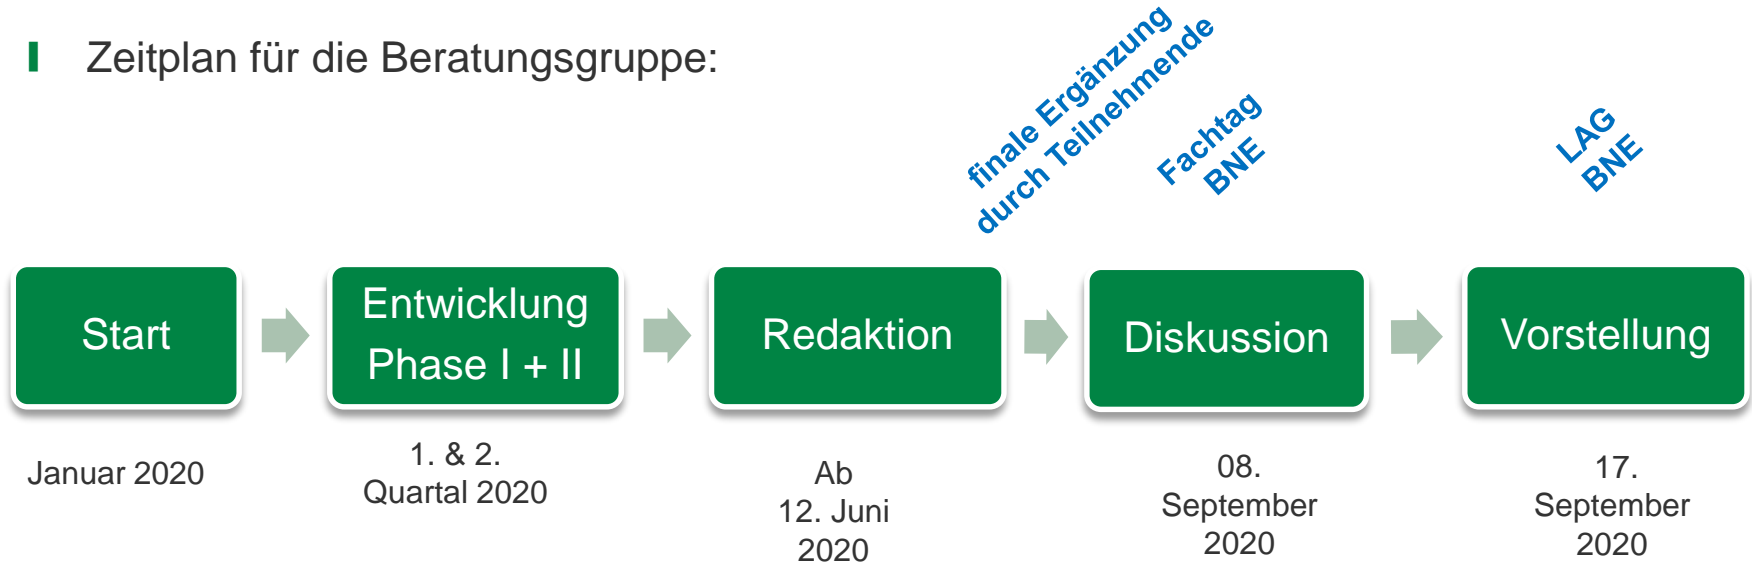 Zeitplan für die Beratungsgruppe:
finale Ergänzung
durch Teilnehmende
Fachtag
BNE
LAG
BNE
Start
Entwicklung
Phase I + II
Redaktion
Diskussion
Vorstellung
Januar 2020
1. & 2.
Quartal 2020
Ab
12. Juni
2020
08.
September
2020
17.
September
2020